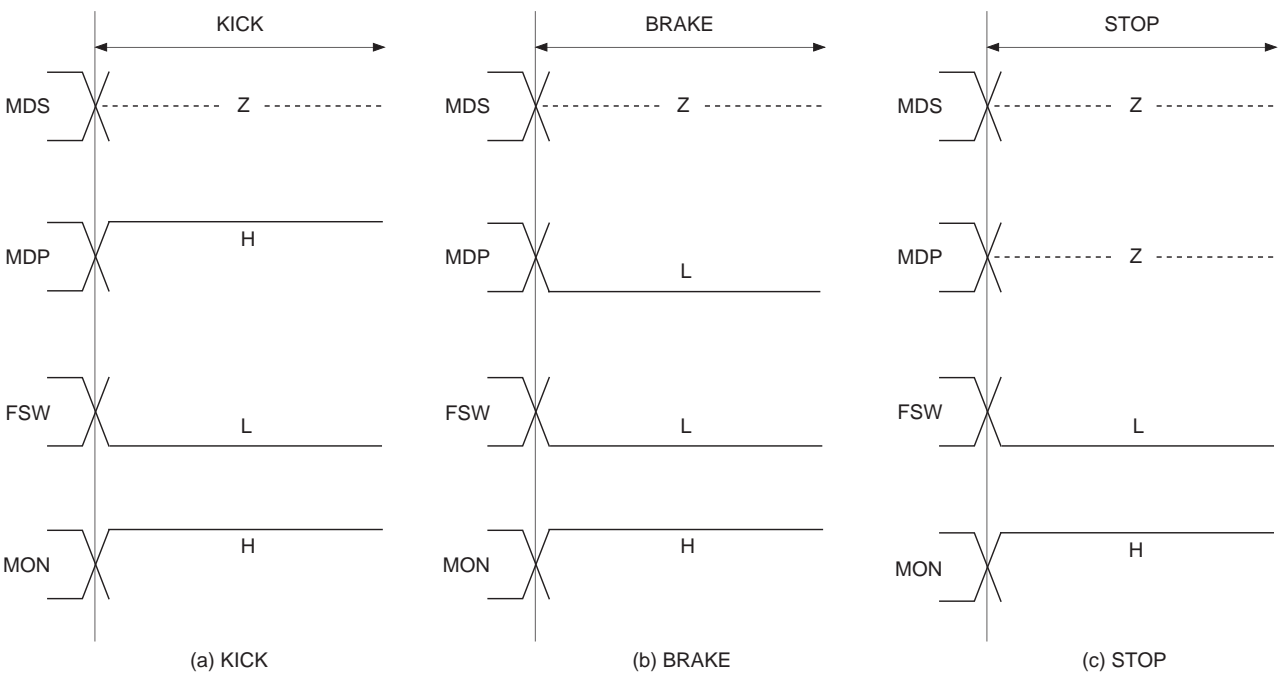 KICK
MDS Z
MDP H
FSW L
MON H
(a) KICK
BRAKE
MDS Z
MDP L
FSW L
MON H
(b) BRAKE
STOP
MDS Z
MDP Z
FSW L
MON H
(c) STOP